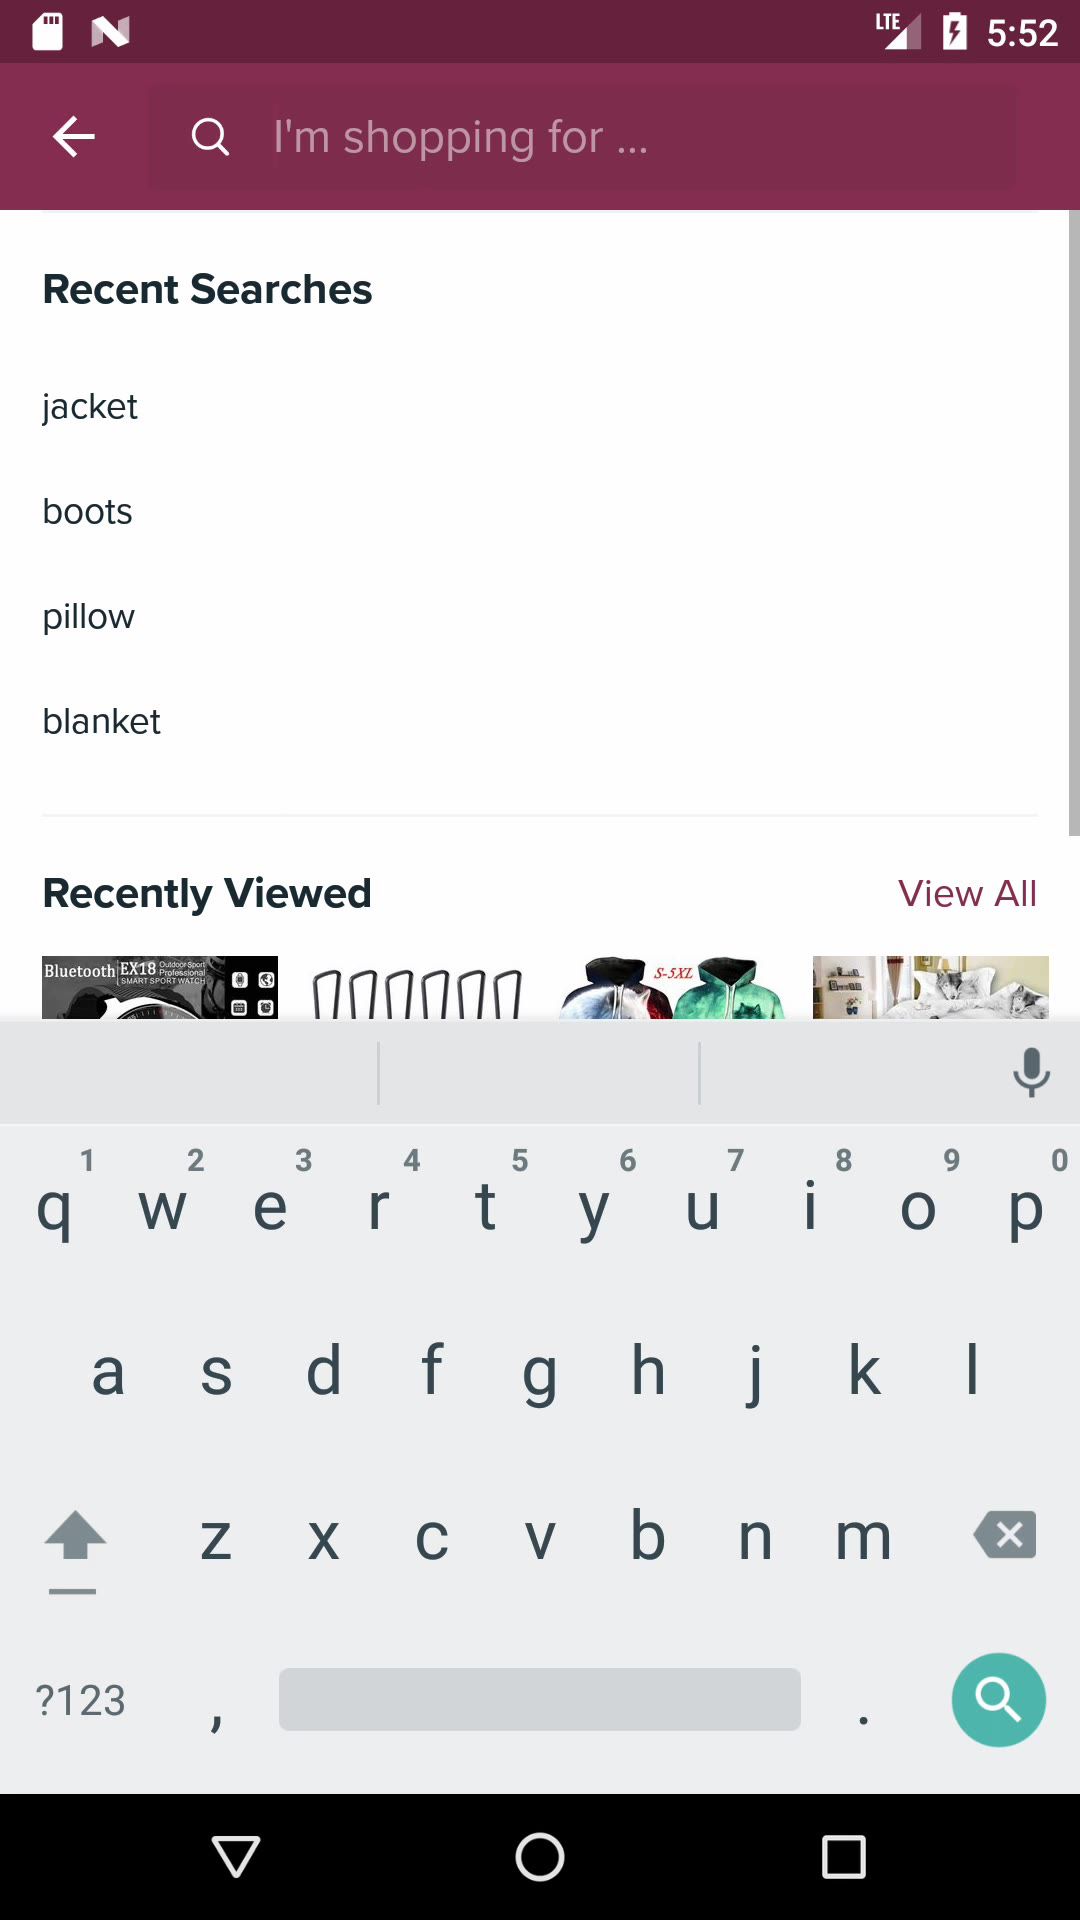 LTE 5:52
I'm shopping for ...
Recent Searches
jacket
boots
pillow
blanket
Recently Viewed
View All
Bluetooth EX18 Outdoor Sport Professional
SMART SPORT WATCH
S-5XL
1 2 3 4 5 6 7 8 9 0
q w e r t y u i o p
a s d f g h j k l
z x c v b n m
?123 , .